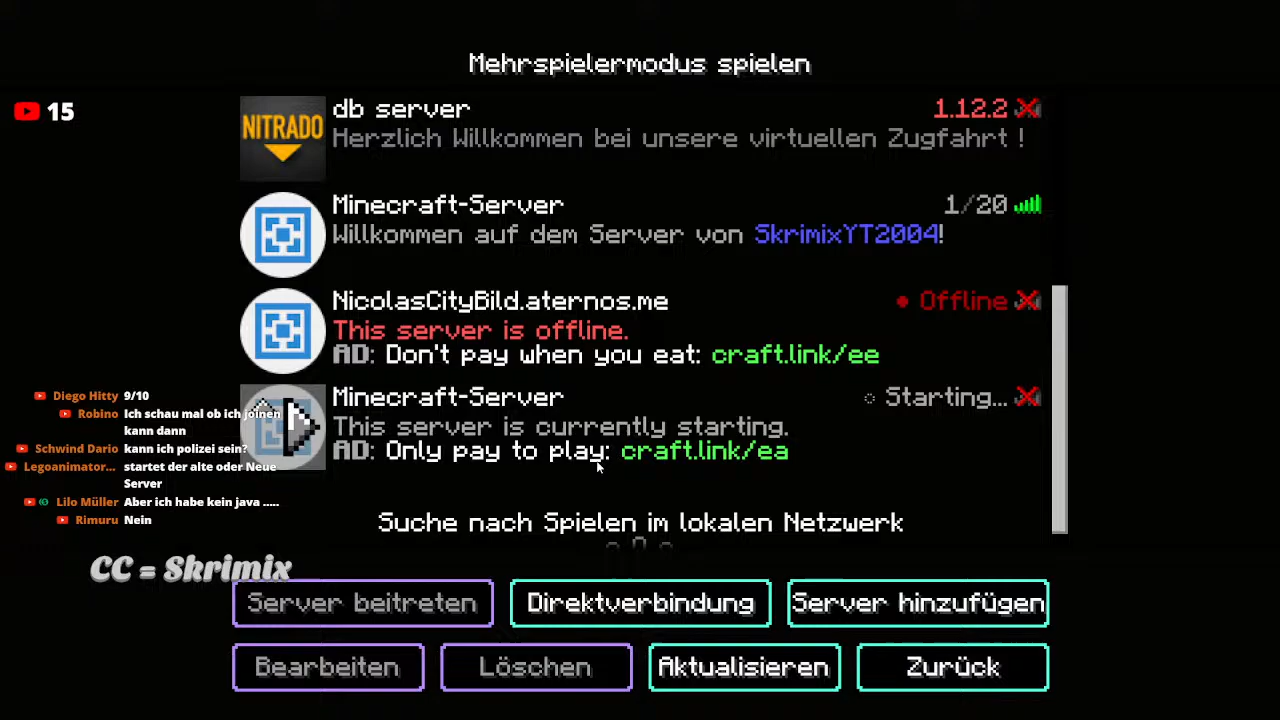 Mehrspielermodus spielen
15
NITRADO
db server
1.12.2
Herzlich Willkommen bei unsere virtuellen Zugfahrt !
Minecraft-Server
1/20
Willkommen auf dem Server von SkrimixYT2004!
NicolasCityBild.aternos.me
• Offline
This server is offline.
AD: Don't pay when you eat: craft.link/ee
Minecraft-Server
○ Starting...
This server is currently starting.
AD: Only pay to play: craft.link/ea
Diego Hitty 9/10
Robino Ich schau mal ob ich joinen
kann dann
Schwind Dario kann ich polizei sein?
Legoanimator... startet der alte oder Neue
Server
Lilo Müller Aber ich habe kein java .....
Rimuru Nein
Suche nach Spielen im lokalen Netzwerk
CC = Skrimix
Server beitreten
Direktverbindung
Server hinzufügen
Bearbeiten
Löschen
Aktualisieren
Zurück